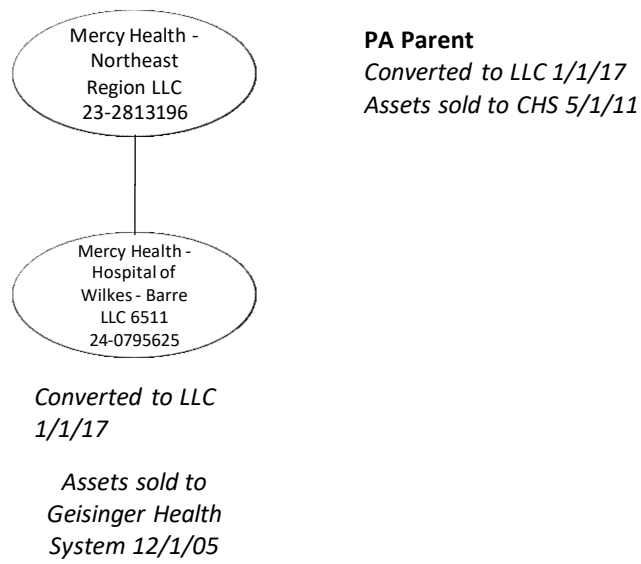 Mercy Health -
Northeast
Region LLC
23-2813196
PA Parent
Converted to LLC 1/1/17
Assets sold to CHS 5/1/11
Mercy Health -
Hospital of
Wilkes - Barre
LLC 6511
24-0795625
Converted to LLC
1/1/17
Assets sold to
Geisinger Health
System 12/1/05